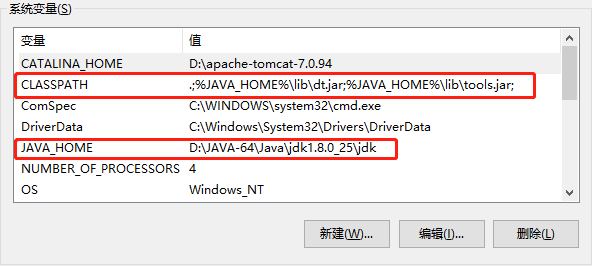 系统变量(S)
变量 值
CATALINA_HOME D:\apache-tomcat-7.0.94
CLASSPATH .;%JAVA_HOME%\lib\dt.jar;%JAVA_HOME%\lib\tools.jar;
ComSpec C:\WINDOWS\system32\cmd.exe
DriverData C:\Windows\System32\Drivers\DriverData
JAVA_HOME D:\JAVA-64\Java\jdk1.8.0_25\jdk
NUMBER_OF_PROCESSORS 4
OS Windows_NT
新建(W)... 编辑(I)... 删除(L)